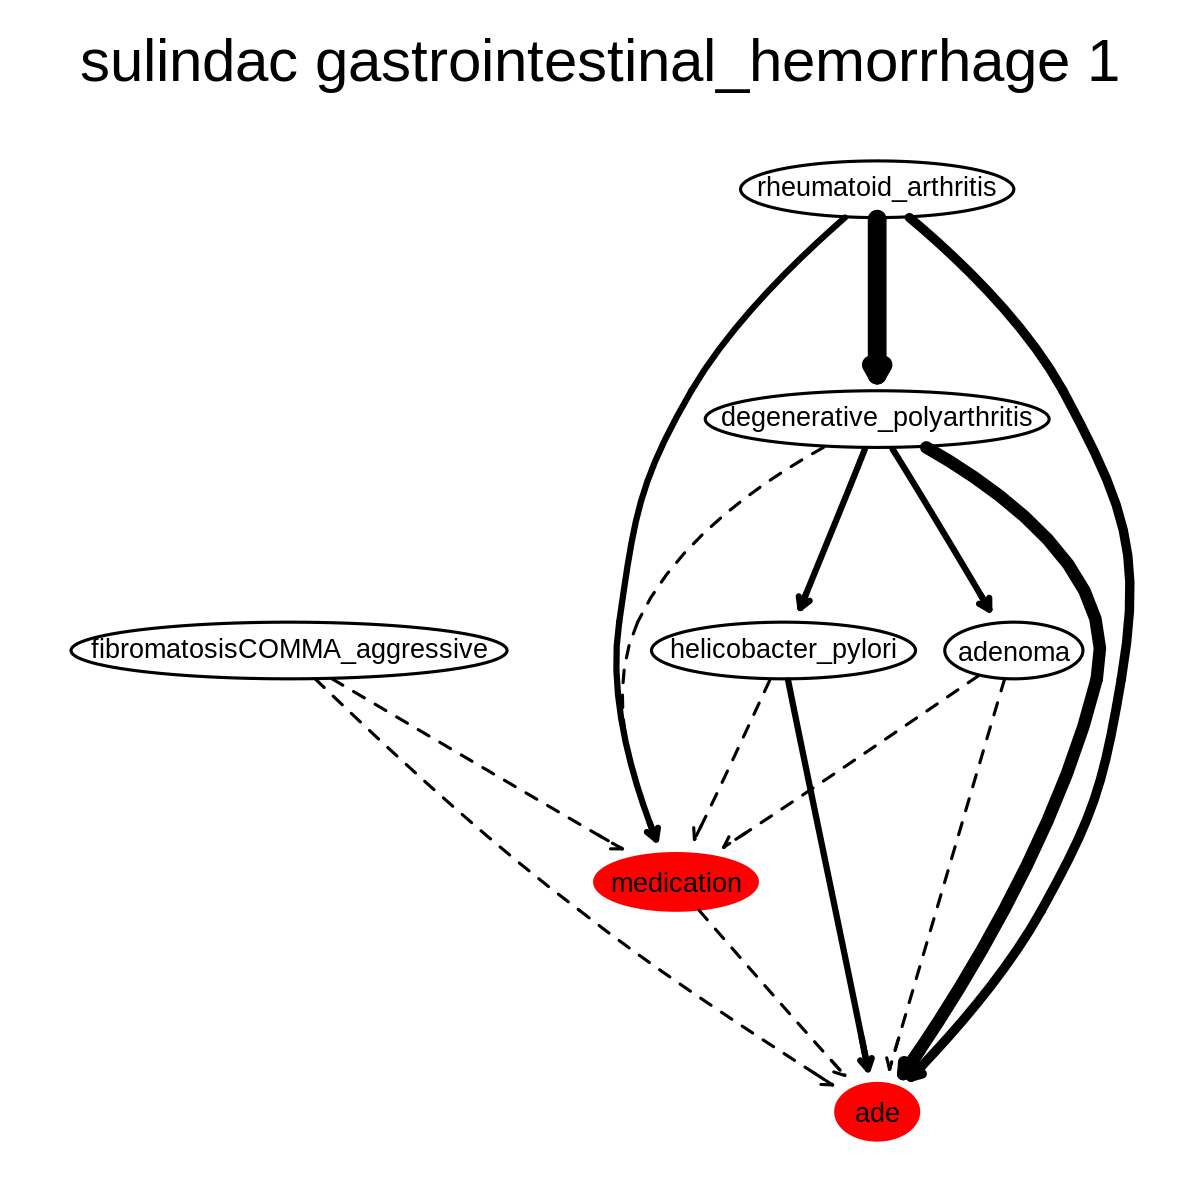 sulindac gastrointestinal_hemorrhage 1
rheumatoid_arthritis
degenerative_polyarthritis
fibromatosisCOMMA_aggressive
helicobacter_pylori
adenoma
medication
ade